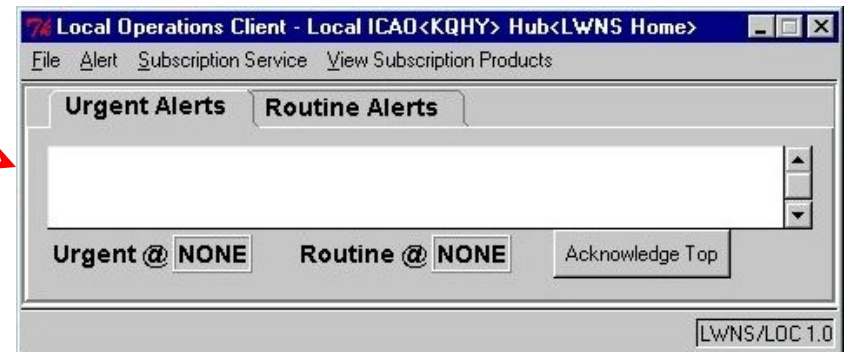 Local Operations Client - Local ICAO<KQHY> Hub<LWNS Home>
File Alert Subscription Service View Subscription Products
Urgent Alerts Routine Alerts
Urgent @ NONE Routine @ NONE Acknowledge Top
LWNS/LOC 1.0